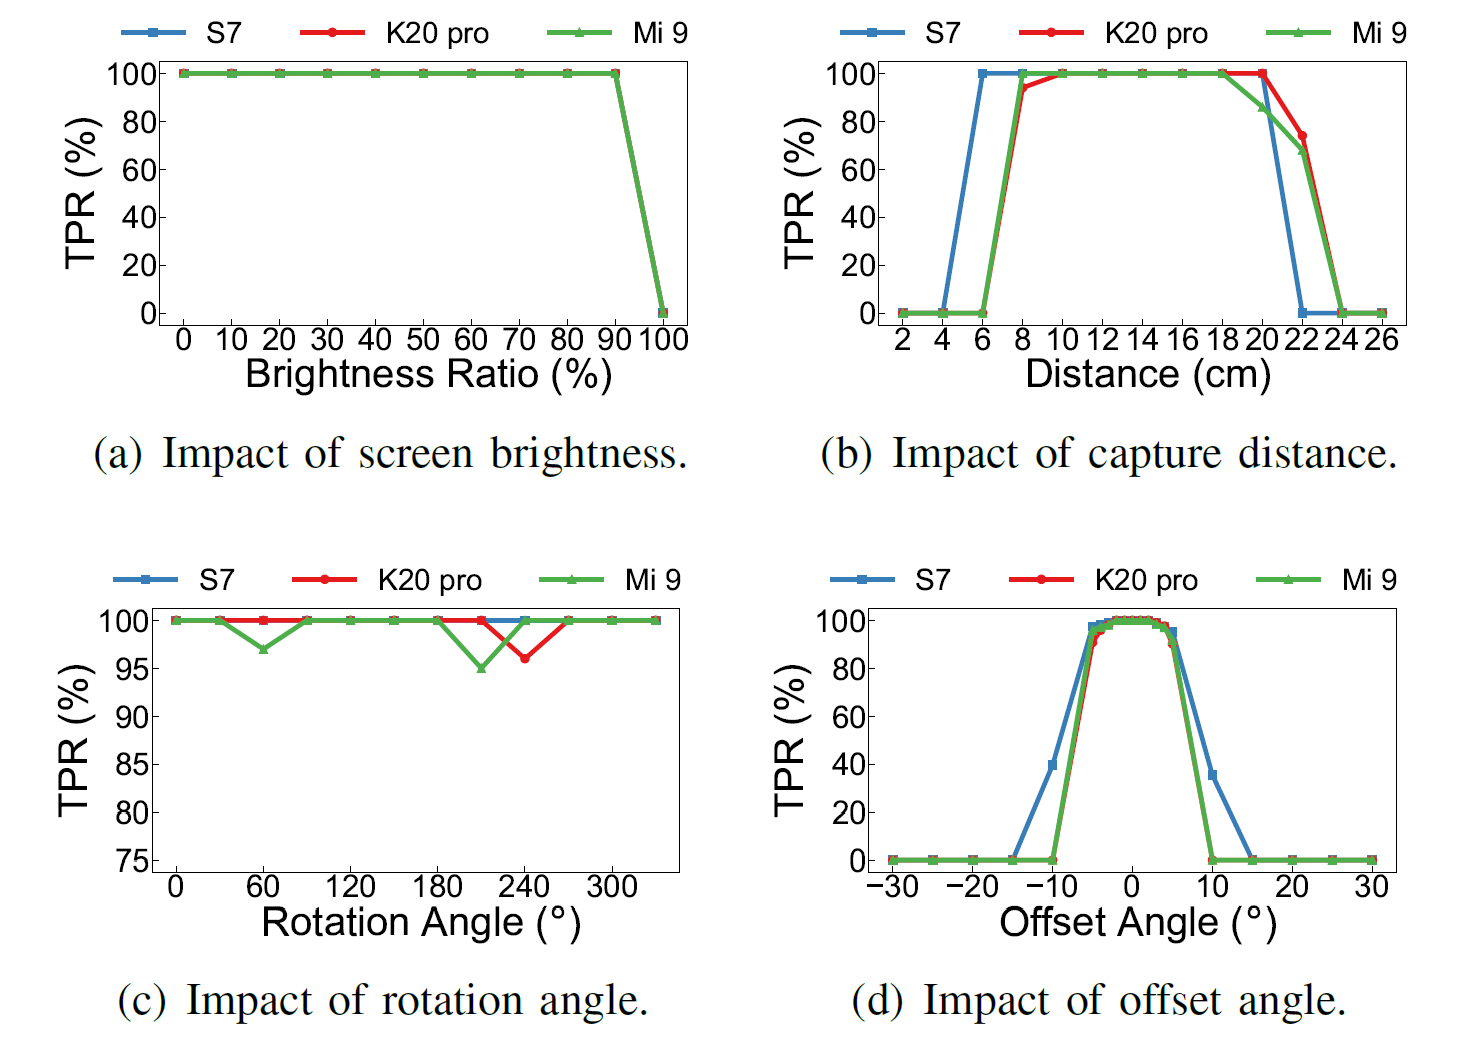 S7 K20 pro Mi 9
TPR (%)
100
80
60
40
20
0
0 10 20 30 40 50 60 70 80 90 100
Brightness Ratio (%)
(a) Impact of screen brightness.
S7 K20 pro Mi 9
TPR (%)
100
80
60
40
20
0
2 4 6 8 10 12 14 16 18 20 22 24 26
Distance (cm)
(b) Impact of capture distance.
S7 K20 pro Mi 9
TPR (%)
100
95
90
85
80
75
0 60 120 180 240 300
Rotation Angle (°)
(c) Impact of rotation angle.
S7 K20 pro Mi 9
TPR (%)
100
80
60
40
20
0
−30 −20 −10 0 10 20 30
Offset Angle (°)
(d) Impact of offset angle.